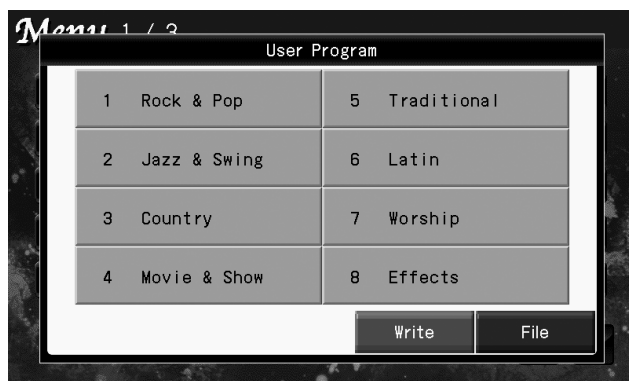 Menu 1 / 3
User Program
1 Rock & Pop
5 Traditional
2 Jazz & Swing
6 Latin
3 Country
7 Worship
4 Movie & Show
8 Effects
Write
File